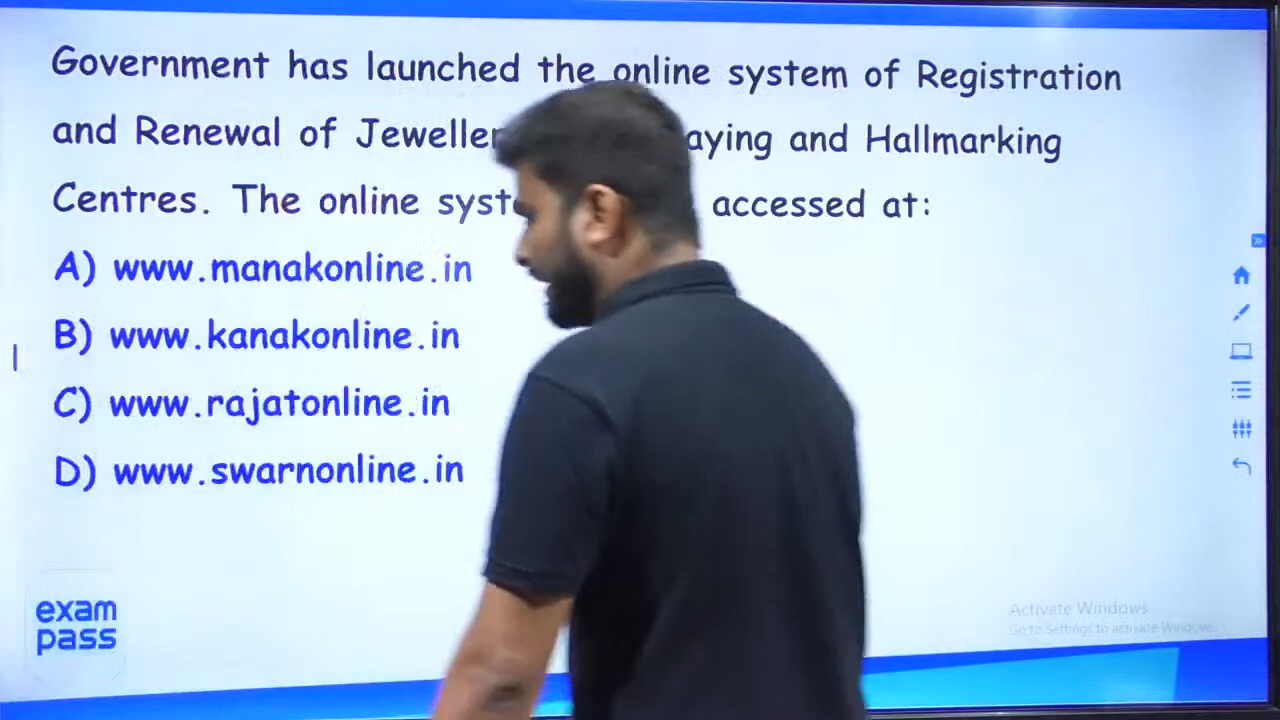 Government has launched the online system of Registration
and Renewal of Jeweller aying and Hallmarking
Centres. The online syst accessed at:
A) www.manakonline.in
B) www.kanakonline.in
C) www.rajatonline.in
D) www.swarnonline.in
exam
pass
Activate Windows
Go to Settings to activate Windows.